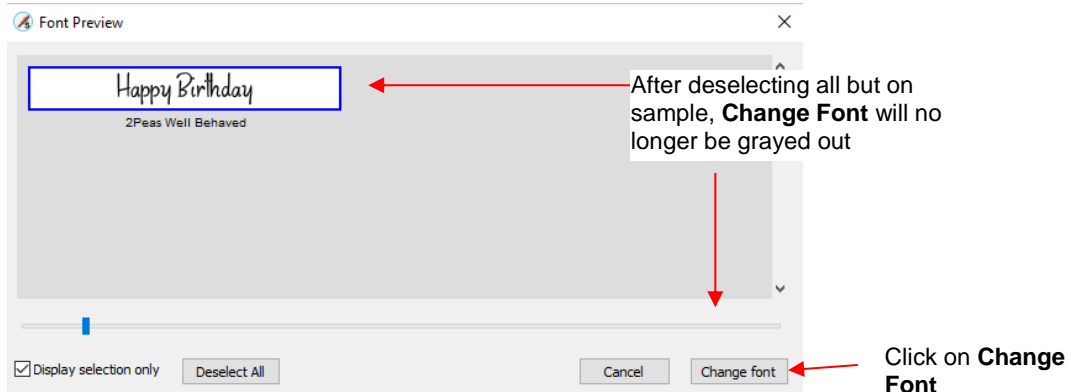 Font Preview
Happy Birthday
2Peas Well Behaved
After deselecting all but on
sample, Change Font will no
longer be grayed out
Display selection only
Deselect All
Cancel
Change font
Click on Change
Font